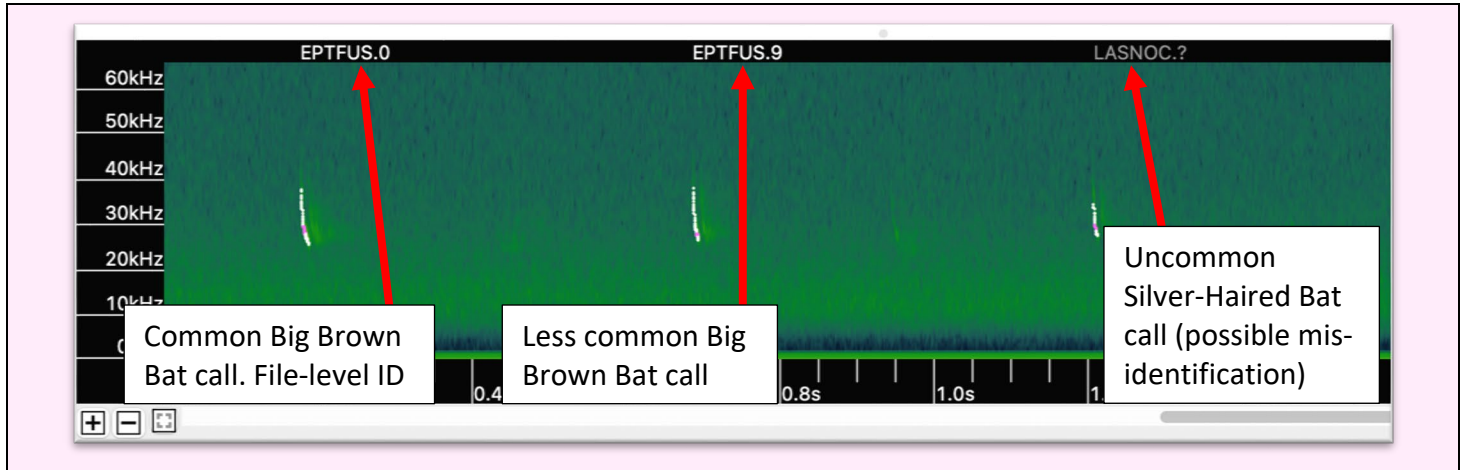 EPTFUS.0 EPTFUS.9 LASNOC.?
60kHz
50kHz
40kHz
30kHz
20kHz
10kHz
Common Big Brown
Bat call. File-level ID
Less common Big
Brown Bat call
Uncommon
Silver-Haired Bat
call (possible mis-
identification)
0.4 0.8s 1.0s 1.